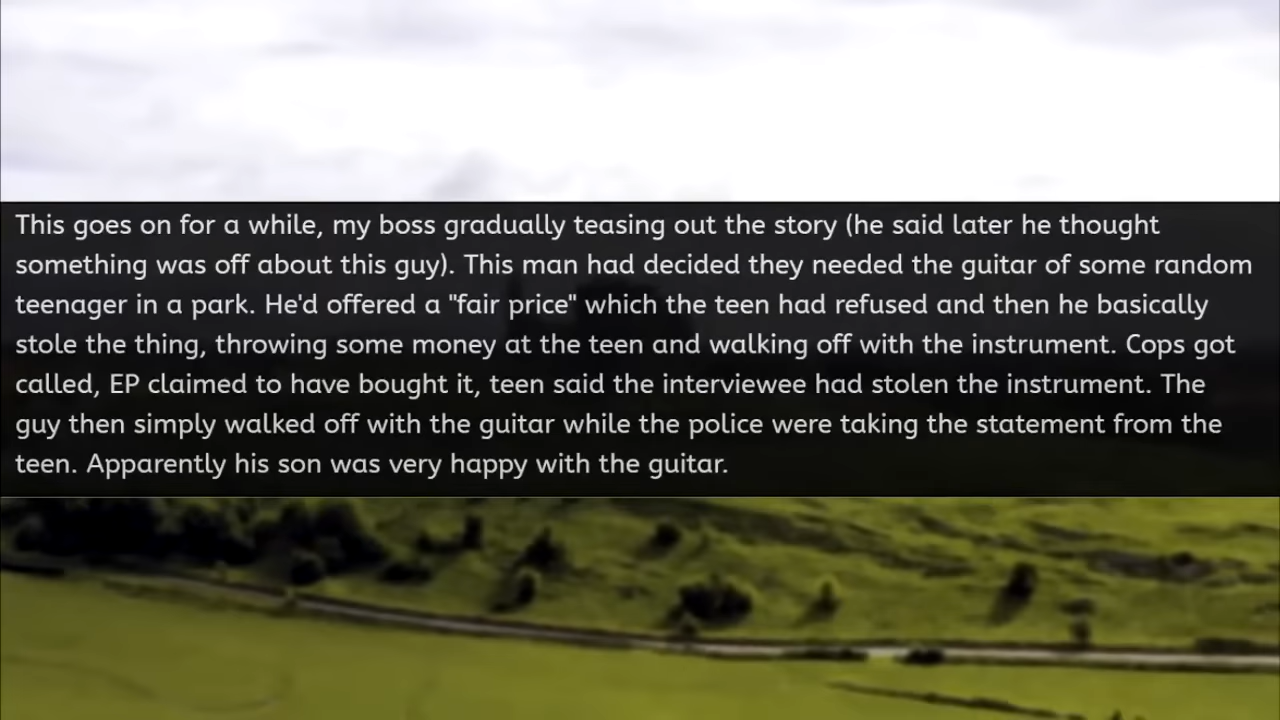 This goes on for a while, my boss gradually teasing out the story (he said later he thought
something was off about this guy). This man had decided they needed the guitar of some random
teenager in a park. He'd offered a "fair price" which the teen had refused and then he basically
stole the thing, throwing some money at the teen and walking off with the instrument. Cops got
called, EP claimed to have bought it, teen said the interviewee had stolen the instrument. The
guy then simply walked off with the guitar while the police were taking the statement from the
teen. Apparently his son was very happy with the guitar.